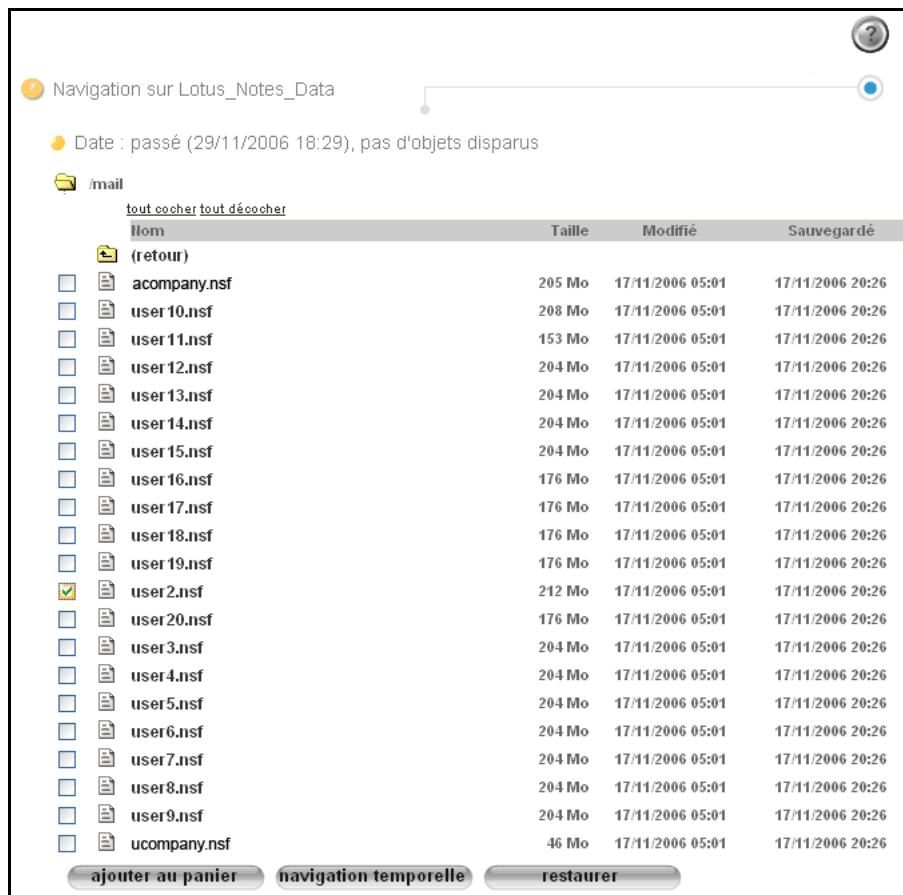 ?
Navigation sur Lotus_Notes_Data
Date : passé (29/11/2006 18:29), pas d'objets disparus
/mail
tout cocher tout décocher
Nom Taille Modifié Sauvegardé
(retour)
acompany.nsf 205 Mo 17/11/2006 05:01 17/11/2006 20:26
user10.nsf 208 Mo 17/11/2006 05:01 17/11/2006 20:26
user11.nsf 153 Mo 17/11/2006 05:01 17/11/2006 20:26
user12.nsf 204 Mo 17/11/2006 05:01 17/11/2006 20:26
user13.nsf 204 Mo 17/11/2006 05:01 17/11/2006 20:26
user14.nsf 204 Mo 17/11/2006 05:01 17/11/2006 20:26
user15.nsf 204 Mo 17/11/2006 05:01 17/11/2006 20:26
user16.nsf 176 Mo 17/11/2006 05:01 17/11/2006 20:26
user17.nsf 176 Mo 17/11/2006 05:01 17/11/2006 20:26
user18.nsf 176 Mo 17/11/2006 05:01 17/11/2006 20:26
user19.nsf 176 Mo 17/11/2006 05:01 17/11/2006 20:26
user2.nsf 212 Mo 17/11/2006 05:01 17/11/2006 20:26
user20.nsf 176 Mo 17/11/2006 05:01 17/11/2006 20:26
user3.nsf 204 Mo 17/11/2006 05:01 17/11/2006 20:26
user4.nsf 204 Mo 17/11/2006 05:01 17/11/2006 20:26
user5.nsf 204 Mo 17/11/2006 05:01 17/11/2006 20:26
user6.nsf 204 Mo 17/11/2006 05:01 17/11/2006 20:26
user7.nsf 204 Mo 17/11/2006 05:01 17/11/2006 20:26
user8.nsf 204 Mo 17/11/2006 05:01 17/11/2006 20:26
user9.nsf 204 Mo 17/11/2006 05:01 17/11/2006 20:26
ucompany.nsf 46 Mo 17/11/2006 05:01 17/11/2006 20:26
ajouter au panier navigation temporelle restaurer